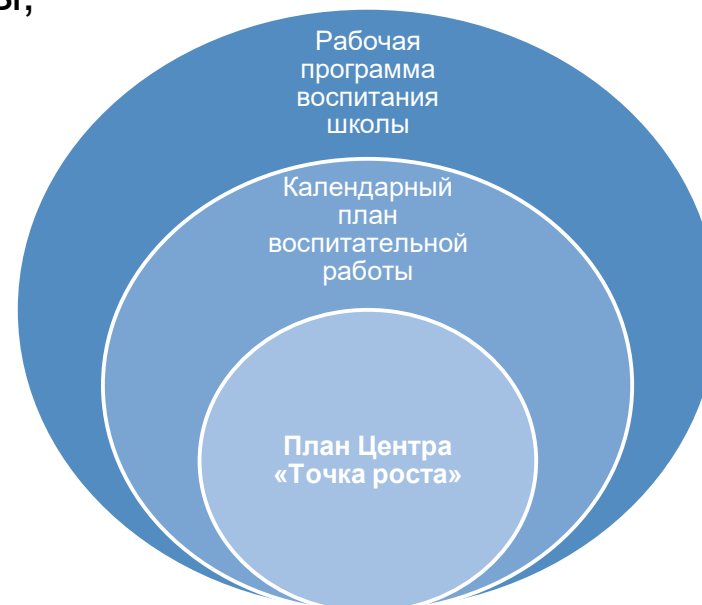 Рабочая
программа
воспитания
школы
Календарный
план
воспитательной
работы
План Центра
«Точка роста»